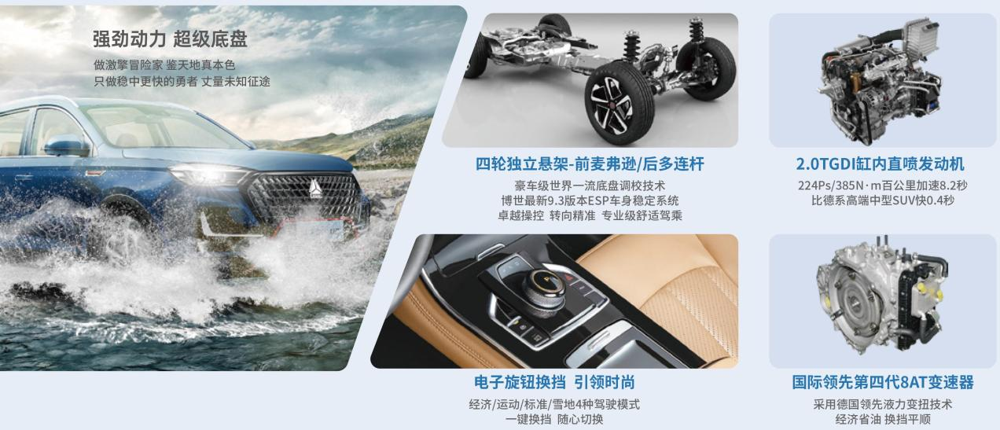 强劲动力 超级底盘
做激擎冒险家 鉴天地真本色
只做稳中更快的勇者 丈量未知征途
四轮独立悬架-前麦弗逊/后多连杆
豪车级世界一流底盘调校技术
博世最新9.3版本ESP车身稳定系统
卓越操控 转向精准 专业级舒适驾乘
2.0TGDI缸内直喷发动机
224Ps/385N·m百公里加速8.2秒
比德系高端中型SUV快0.4秒
P
电子旋钮换挡 引领时尚
经济/运动/标准/雪地4种驾驶模式
一键换挡 随心切换
国际领先第四代8AT变速器
采用德国领先液力变扭技术
经济省油 换挡平顺